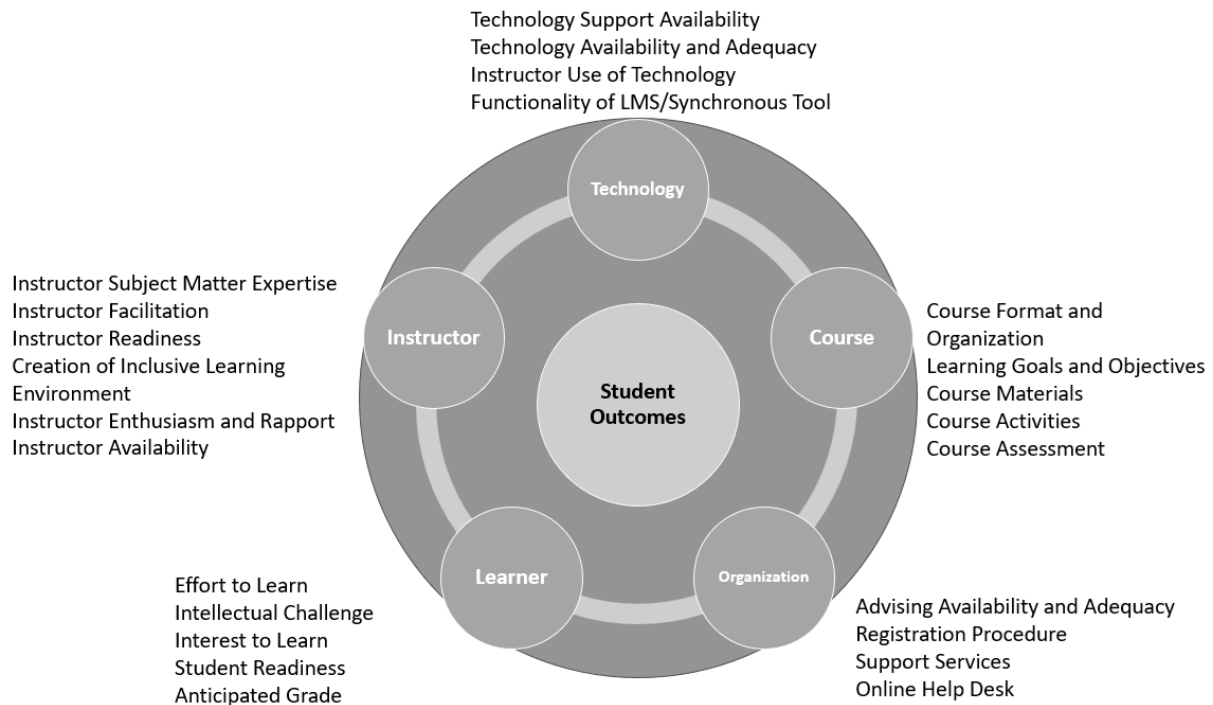 Technology Support Availability
Technology Availability and Adequacy
Instructor Use of Technology
Functionality of LMS/Synchronous Tool
Technology
Instructor Subject Matter Expertise
Instructor Facilitation
Instructor Readiness
Creation of Inclusive Learning
Environment
Instructor Enthusiasm and Rapport
Instructor Availability
Instructor
Student
Outcomes
Course
Course Format and
Organization
Learning Goals and Objectives
Course Materials
Course Activities
Course Assessment
Effort to Learn
Intellectual Challenge
Interest to Learn
Student Readiness
Anticipated Grade
Learner
Organization
Advising Availability and Adequacy
Registration Procedure
Support Services
Online Help Desk